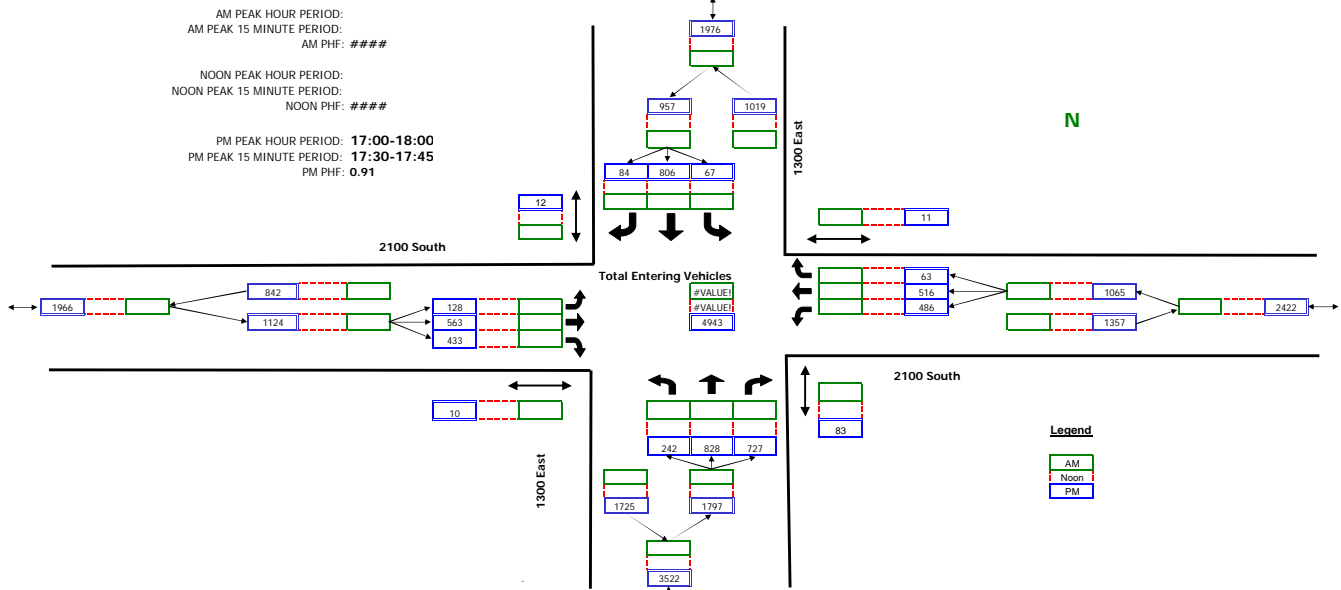 AM PEAK HOUR PERIOD:
AM PEAK 15 MINUTE PERIOD:
AM PHF: ####
NOON PEAK HOUR PERIOD:
NOON PEAK 15 MINUTE PERIOD:
NOON PHF: ####
PM PEAK HOUR PERIOD: 17:00-18:00
PM PEAK 15 MINUTE PERIOD: 17:30-17:45
PM PHF: 0.91
1976
957 1019
84 806 67
1300 East
N
12
11
2100 South
Total Entering Vehicles
#VALUE!
#VALUE!
4943
1966
842
1124
128
563
433
63
516
486
1065
1357
2422
10
2100 South
83
242 828 727
1300 East
1725 1797
3522
Legend
AM
Noon
PM